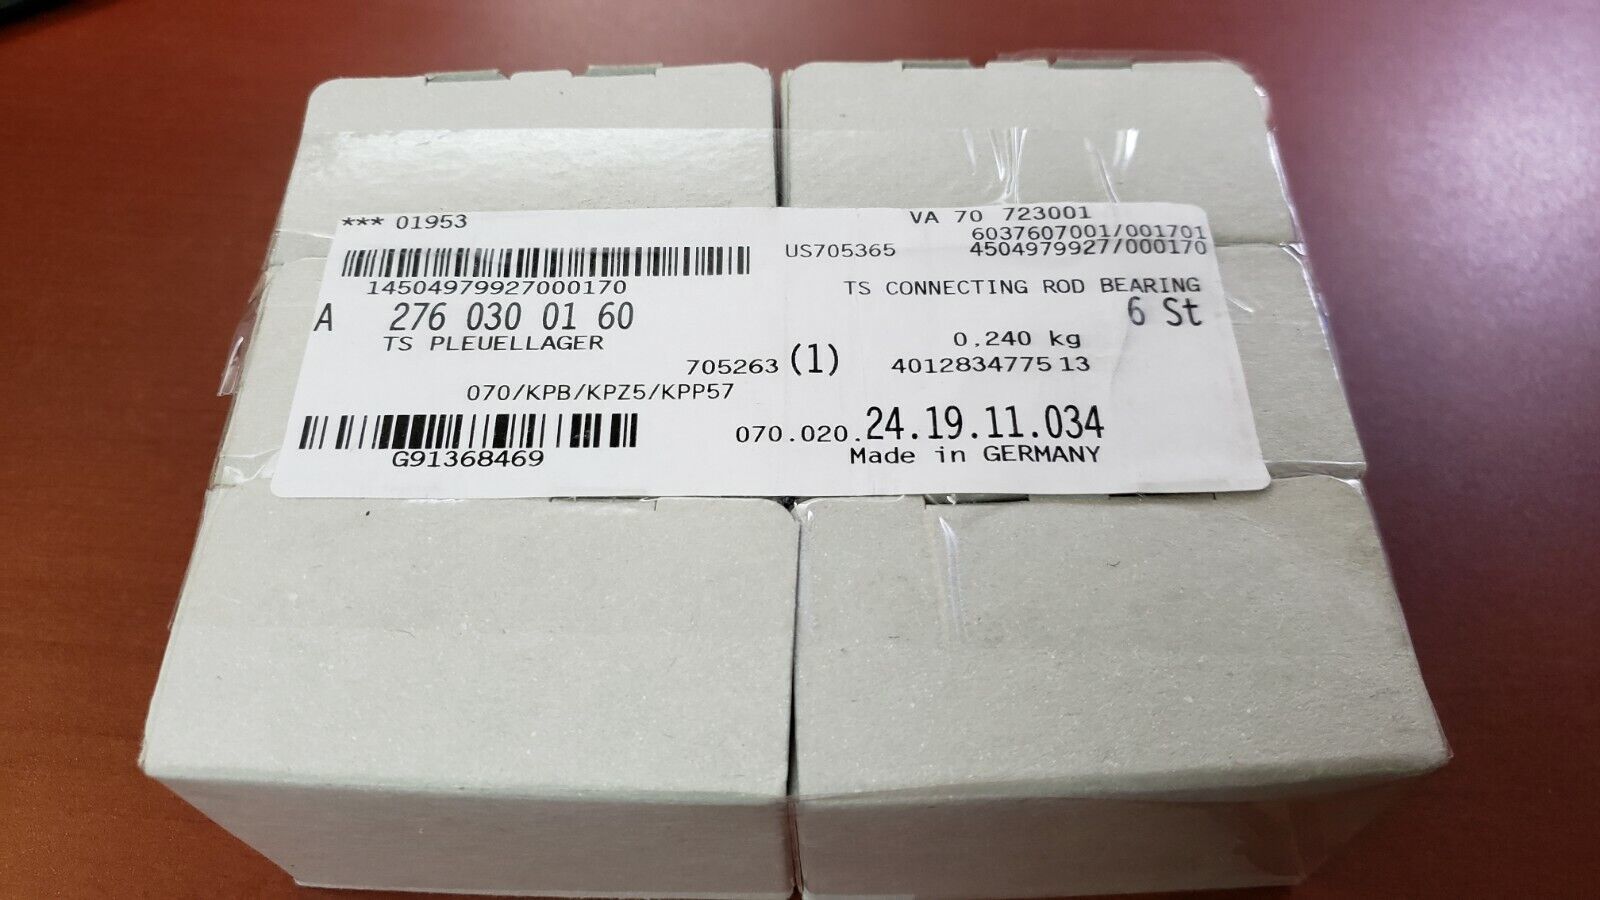 *** 01953
VA 70 723001
6037607001/001701
US705365 4504979927/000170
14504979927000170
TS CONNECTING ROD BEARING
A 276 030 01 60
6 St
TS PLEUELLAGER
0,240 kg
705263 (1) 4012834775 13
070/KPB/KPZ5/KPP57
070.020.24.19.11.034
G91368469
Made in GERMANY